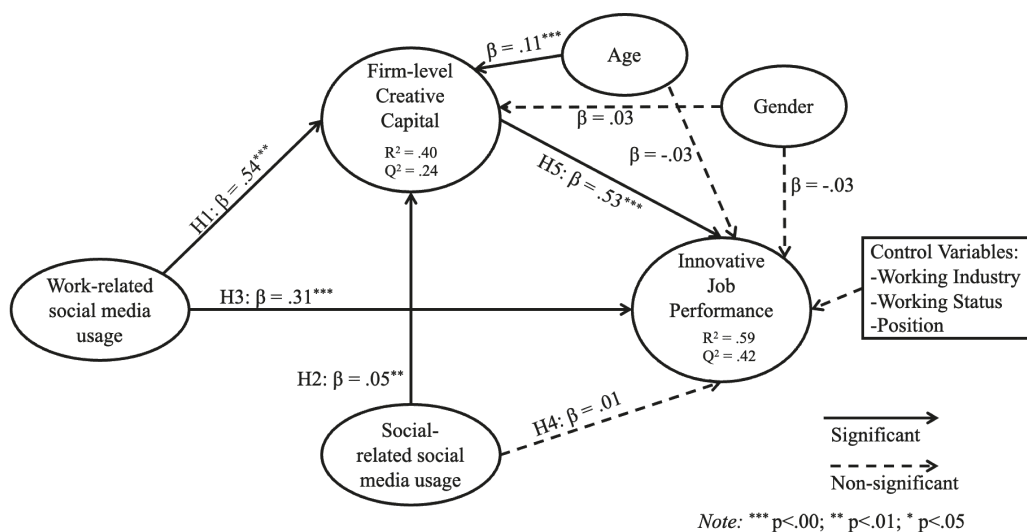 Firm-level
Creative
Capital
R² = .40
Q² = .24
β = .11***
Age
Gender
β = .03
β = -.03
β = -.03
H1: β = .54***
H5: β = .53***
Work-related
social media
usage
H3: β = .31***
Innovative
Job
Performance
R² = .59
Q² = .42
Control Variables:
-Working Industry
-Working Status
-Position
H2: β = .05**
H4: β = .01
Social-
related social
media usage
Significant
Non-significant
Note: *** p<.00; ** p<.01; * p<.05